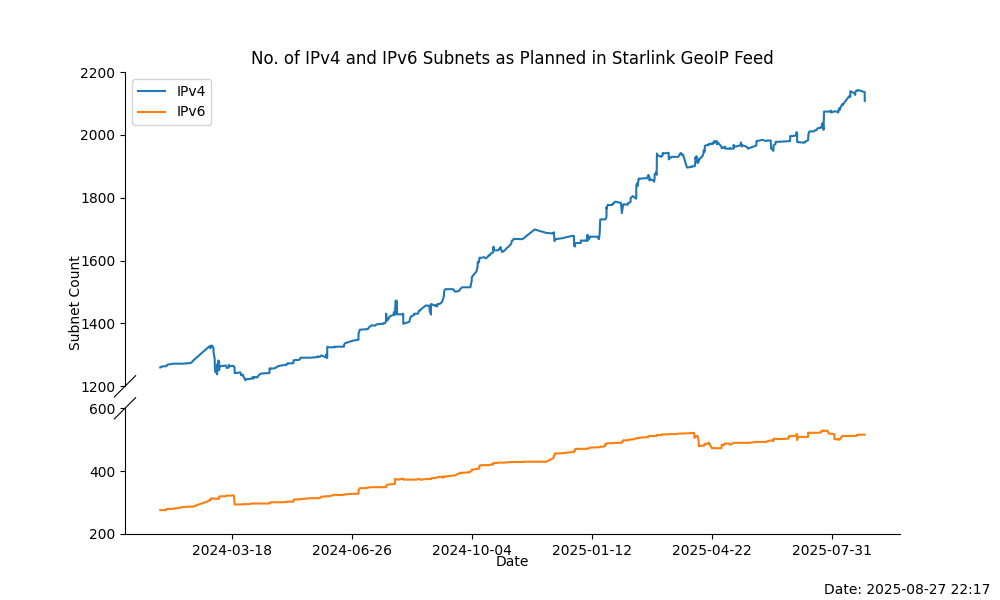 No. of IPv4 and IPv6 Subnets as Planned in Starlink GeoIP Feed
IPv4
IPv6
Subnet Count
2200
2000
1800
1600
1400
1200
600
400
200
2024-03-18 2024-06-26 2024-10-04 2025-01-12 2025-04-22 2025-07-31
Date
Date: 2025-08-27 22:17